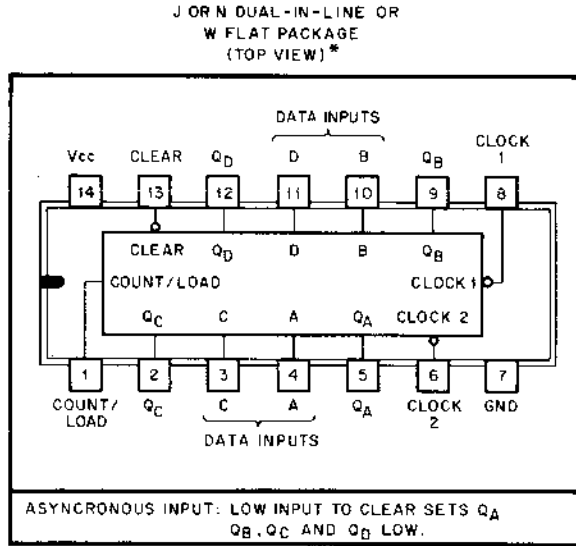 J OR N DUAL-IN-LINE OR
W FLAT PACKAGE
(TOP VIEW)*
DATA INPUTS
CLOCK
1
Vcc CLEAR QD D B QB
14 13 12 11 10 9 8
CLEAR QD D B QB
COUNT/LOAD CLOCK 1
CLOCK 2
QC C A QA
1 2 3 4 5 6 7
COUNT/ LOAD QC C A QA CLOCK 2 GND
DATA INPUTS
ASYNCRONOUS INPUT: LOW INPUT TO CLEAR SETS QA
QB, QC AND QD LOW.